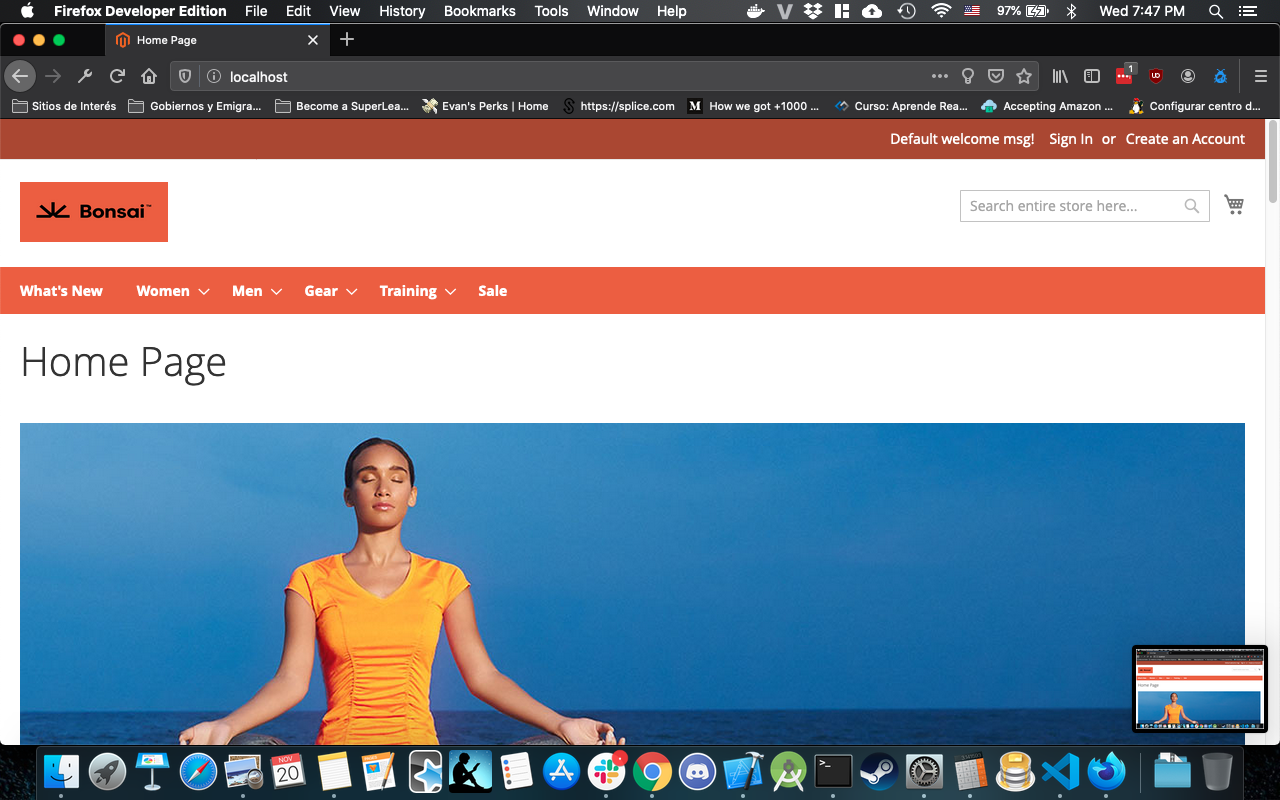 Firefox Developer Edition File Edit View History Bookmarks Tools Window Help 97% Wed 7:47 PM
Home Page
localhost
1
Sitios de Interés Gobiernos y Emigra... Become a SuperLea... Evan's Perks | Home https://splice.com How we got +1000 ... Curso: Aprende Rea... Accepting Amazon ... Configurar centro d...
Default welcome msg! Sign In or Create an Account
Bonsai™
Search entire store here...
What's New Women Men Gear Training Sale
Home Page
Home Page
NOV
20